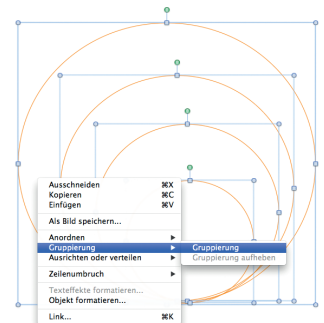 Ausschneiden ⌘X
Kopieren ⌘C
Einfügen ⌘V
Als Bild speichern...
Anordnen
Gruppierung
Gruppierung
Gruppierung aufheben
Ausrichten oder verteilen
Zeilenumbruch
Texteffekte formatieren...
Objekt formatieren...
Link... ⌘K